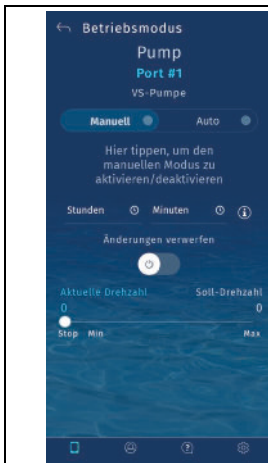 Betriebsmodus
Pump
Port #1
VS-Pumpe
Manuell Auto
Hier tippen, um den
manuellen Modus zu
aktivieren/deaktivieren
Stunden Minuten
Änderungen verwerfen
Aktuelle Drehzahl Soll-Drehzahl
0 0
Stop Min Max